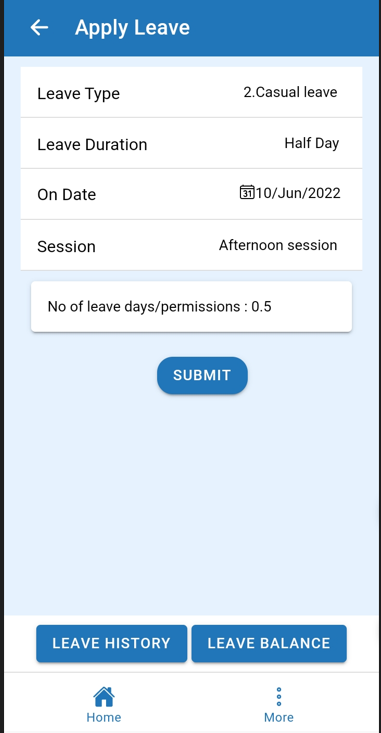 Apply Leave
Leave Type 2.Casual leave
Leave Duration Half Day
On Date 31 10/Jun/2022
Session Afternoon session
No of leave days/permissions : 0.5
SUBMIT
LEAVE HISTORY LEAVE BALANCE
Home More